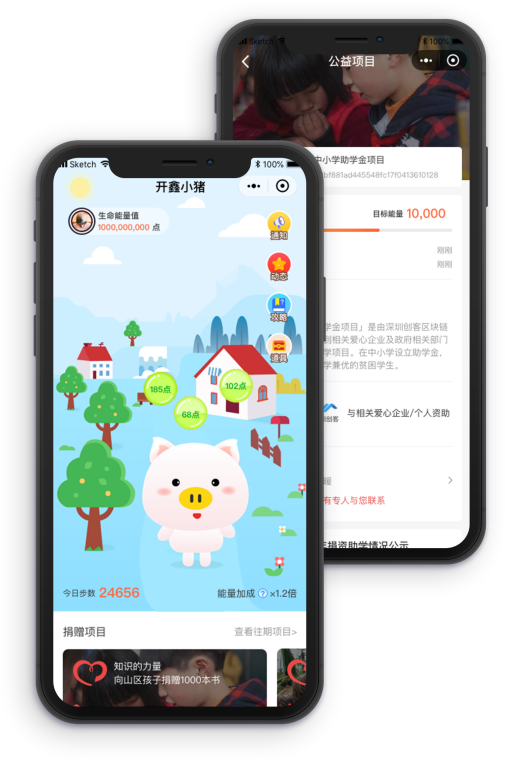 Sketch
100%
开鑫小猪
生命能量值
1000,000,000 点
通知
动态
攻略
道具
185点
102点
68点
今日步数 24656
能量加成 ? ×1.2倍
捐赠项目
查看往期项目>
知识的力量
向山区孩子捐赠1000本书
Sketch
100%
公益项目
中小学助学金项目
bf881ad445548fc17f0413610128
目标能量 10,000
刚刚
刚刚
学金项目」是由深圳创客区块链
到相关爱心企业及政府相关部门
学项目。在中小学设立助学金,
学兼优的贫困学生。
圳创客
与相关爱心企业/个人资助
暖
有专人与您联系
捐资助学情况公示